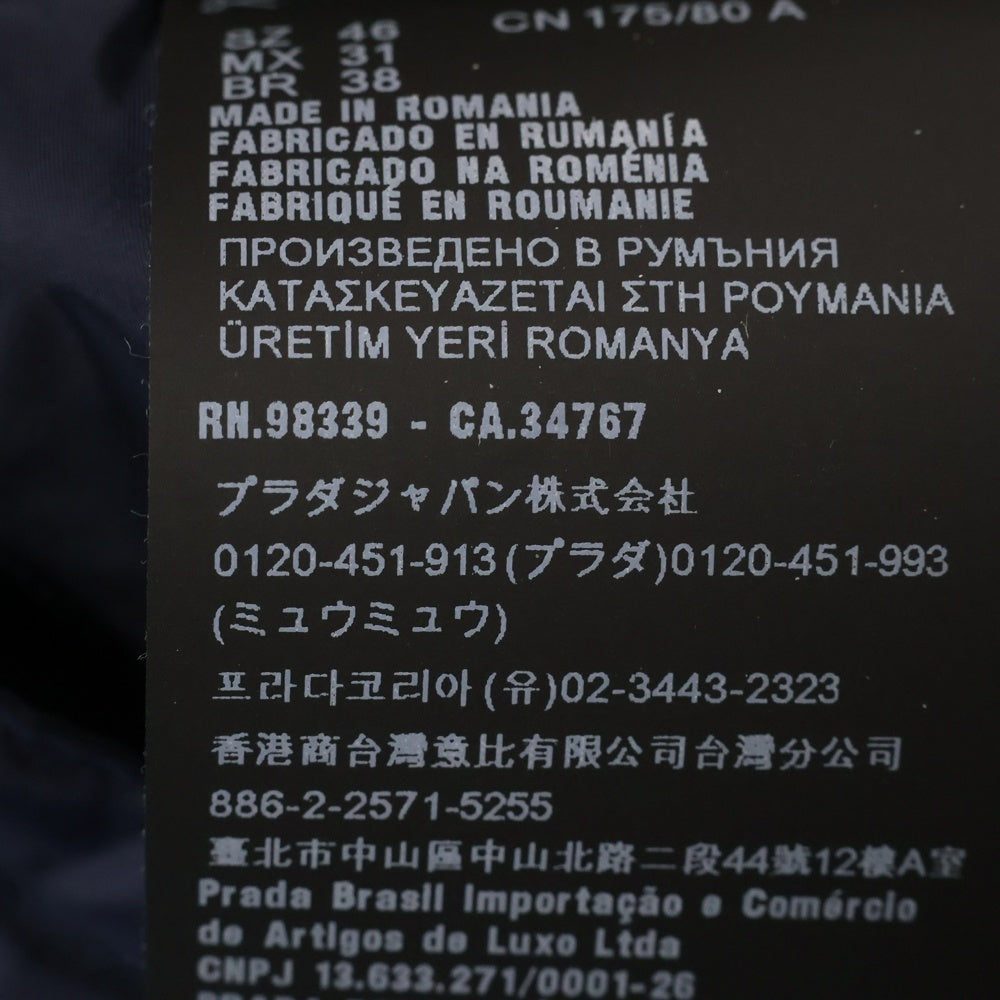 CN 175/80 A
SZ 46
MX 31
BR 38
MADE IN ROMANIA
FABRICADO EN RUMANÍA
FABRICADO NA ROMÉNIA
FABRIQUÉ EN ROUMANIE
ПРОИЗВЕДЕНО В РУМЪНИЯ
ΚΑΤΑΣΚΕΥΑΖΕΤΑΙ ΣΤΗ ΡΟΥΜΑΝΙΑ
ÜRETİM YERİ ROMANYA
RN.98339 - CA.34767
プラダジャパン株式会社
0120-451-913(プラダ)0120-451-993
(ミュウミュウ)
프라다코리아(유)02-3443-2323
香港商台灣意比有限公司台灣分公司
886-2-2571-5255
臺北市中山區中山北路二段44號12樓A室
Prada Brasil Importação e Comércio
de Artigos de Luxo Ltda
CNPJ 13.633.271/0001-26